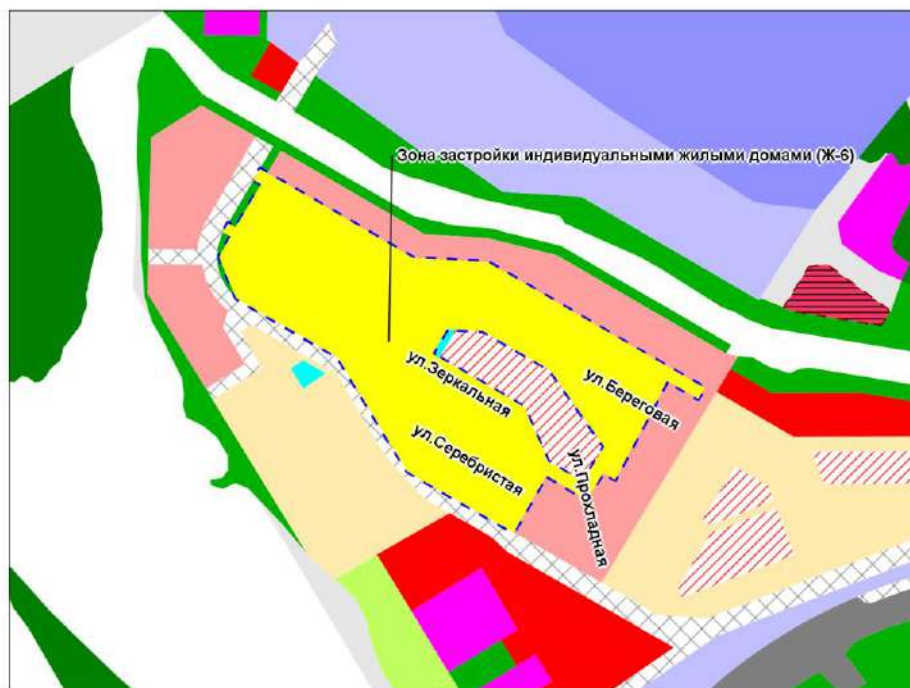 Зона застройки индивидуальными жилыми домами (Ж-6)
ул.Зеркальная
ул.Береговая
ул.Серебристая
ул.Прохладная